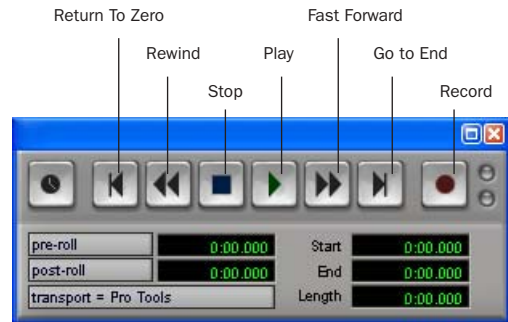 Return To Zero
Fast Forward
Rewind
Play
Go to End
Stop
Record
pre-roll
0:00.000
Start
0:00.000
post-roll
0:00.000
End
0:00.000
transport = Pro Tools
Length
0:00.000